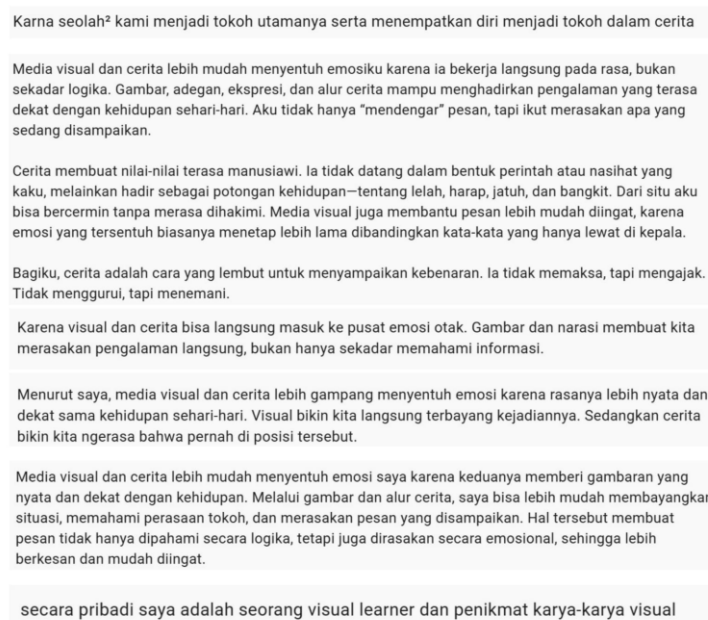 Karna seolah² kami menjadi tokoh utamanya serta menempatkan diri menjadi tokoh dalam cerita
Media visual dan cerita lebih mudah menyentuh emosiku karena ia bekerja langsung pada rasa, bukan
sekadar logika. Gambar, adegan, ekspresi, dan alur cerita mampu menghadirkan pengalaman yang terasa
dekat dengan kehidupan sehari-hari. Aku tidak hanya “mendengar” pesan, tapi ikut merasakan apa yang
sedang disampaikan.
Cerita membuat nilai-nilai terasa manusiawi. Ia tidak datang dalam bentuk perintah atau nasihat yang
kaku, melainkan hadir sebagai potongan kehidupan—tentang lelah, harap, jatuh, dan bangkit. Dari situ aku
bisa bercermin tanpa merasa dihakimi. Media visual juga membantu pesan lebih mudah diingat, karena
emosi yang tersentuh biasanya menetap lebih lama dibandingkan kata-kata yang hanya lewat di kepala.
Bagiku, cerita adalah cara yang lembut untuk menyampaikan kebenaran. Ia tidak memaksa, tapi mengajak.
Tidak menggurui, tapi menemani.
Karena visual dan cerita bisa langsung masuk ke pusat emosi otak. Gambar dan narasi membuat kita
merasakan pengalaman langsung, bukan hanya sekadar memahami informasi.
Menurut saya, media visual dan cerita lebih gampang menyentuh emosi karena rasanya lebih nyata dan
dekat sama kehidupan sehari-hari. Visual bikin kita langsung terbayang kejadiannya. Sedangkan cerita
bikin kita ngerasa bahwa pernah di posisi tersebut.
Media visual dan cerita lebih mudah menyentuh emosi saya karena keduanya memberi gambaran yang
nyata dan dekat dengan kehidupan. Melalui gambar dan alur cerita, saya bisa lebih mudah membayangkan
situasi, memahami perasaan tokoh, dan merasakan pesan yang disampaikan. Hal tersebut membuat
pesan tidak hanya dipahami secara logika, tetapi juga dirasakan secara emosional, sehingga lebih
berkesan dan mudah diingat.
secara pribadi saya adalah seorang visual learner dan penikmat karya-karya visual